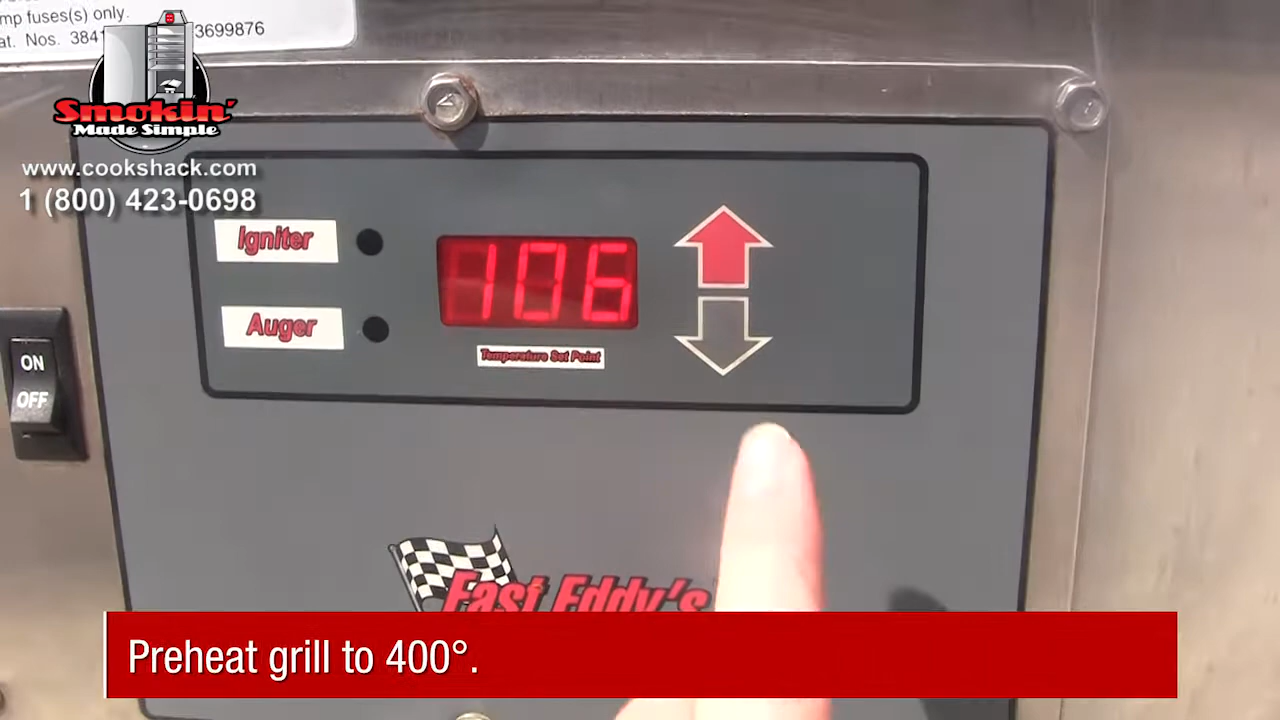 mp fuses(s) only.
at. Nos. 384
3699876
Smokin'
Made Simple
www.cookshack.com
1 (800) 423-0698
Igniter
106
Auger
Temperature Set Point
ON
OFF
Fast Eddy's
Preheat grill to 400°.